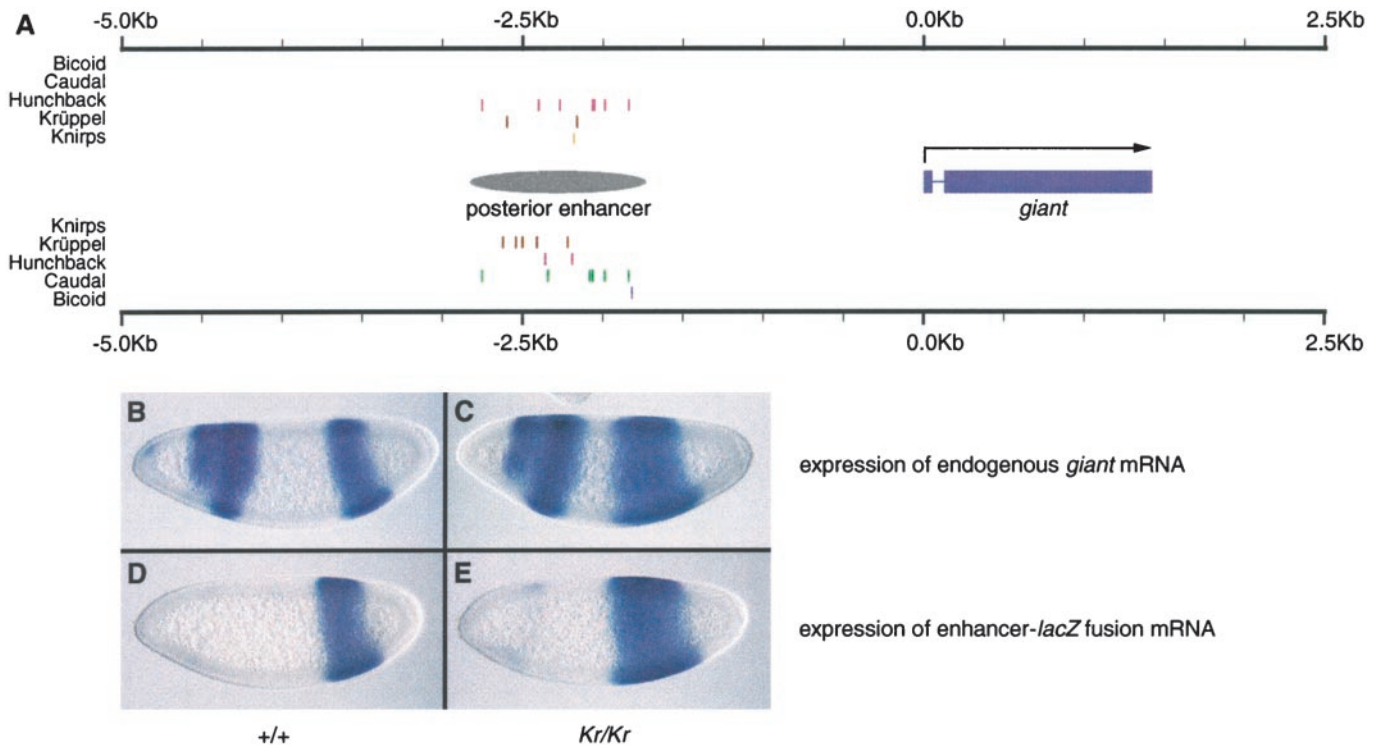 A
-5.0Kb -2.5Kb 0.0Kb 2.5Kb
Bicoid
Caudal
Hunchback
Krüppel
Knirps
posterior enhancer
giant
Knirps
Krüppel
Hunchback
Caudal
Bicoid
-5.0Kb -2.5Kb 0.0Kb 2.5Kb
B C
expression of endogenous giant mRNA
D E
expression of enhancer-lacZ fusion mRNA
+/+ Kr/Kr